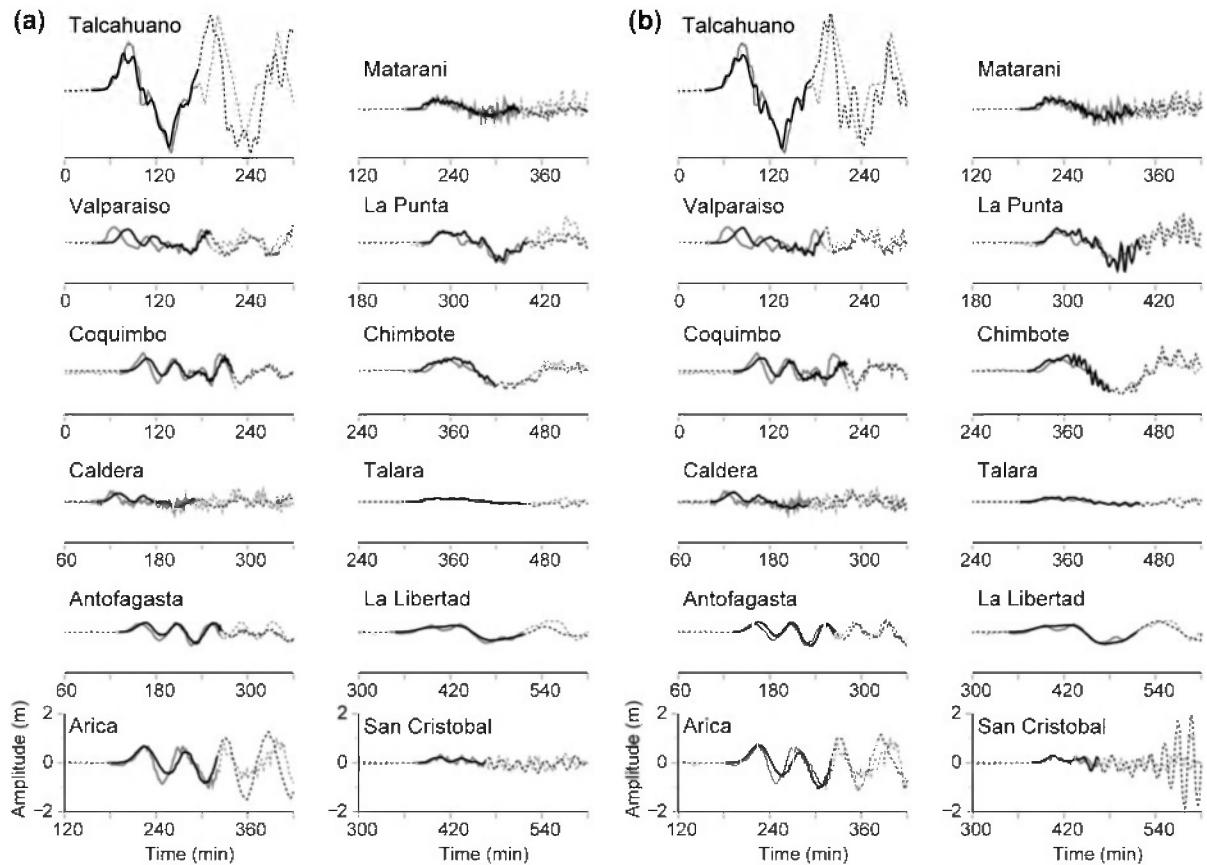 (a)
Talcahuano
0 120 240
Valparaiso
0 120 240
Coquimbo
0 120 240
Caldera
60 180 300
Antofagasta
60 180 300
Amplitude (m)
2
0
−2
Arica
120 240 360
Time (min)
Matarani
120 240 360
La Punta
180 300 420
Chimbote
240 360 480
Talara
240 360 480
La Libertad
300 420 540
2
0
−2
San Cristobal
300 420 540
Time (min)
(b)
Talcahuano
0 120 240
Valparaiso
0 120 240
Coquimbo
0 120 240
Caldera
60 180 300
Antofagasta
60 180 300
Amplitude (m)
2
0
−2
Arica
120 240 360
Time (min)
Matarani
120 240 360
La Punta
180 300 420
Chimbote
240 360 480
Talara
240 360 480
La Libertad
300 420 540
2
0
−2
San Cristobal
300 420 540
Time (min)